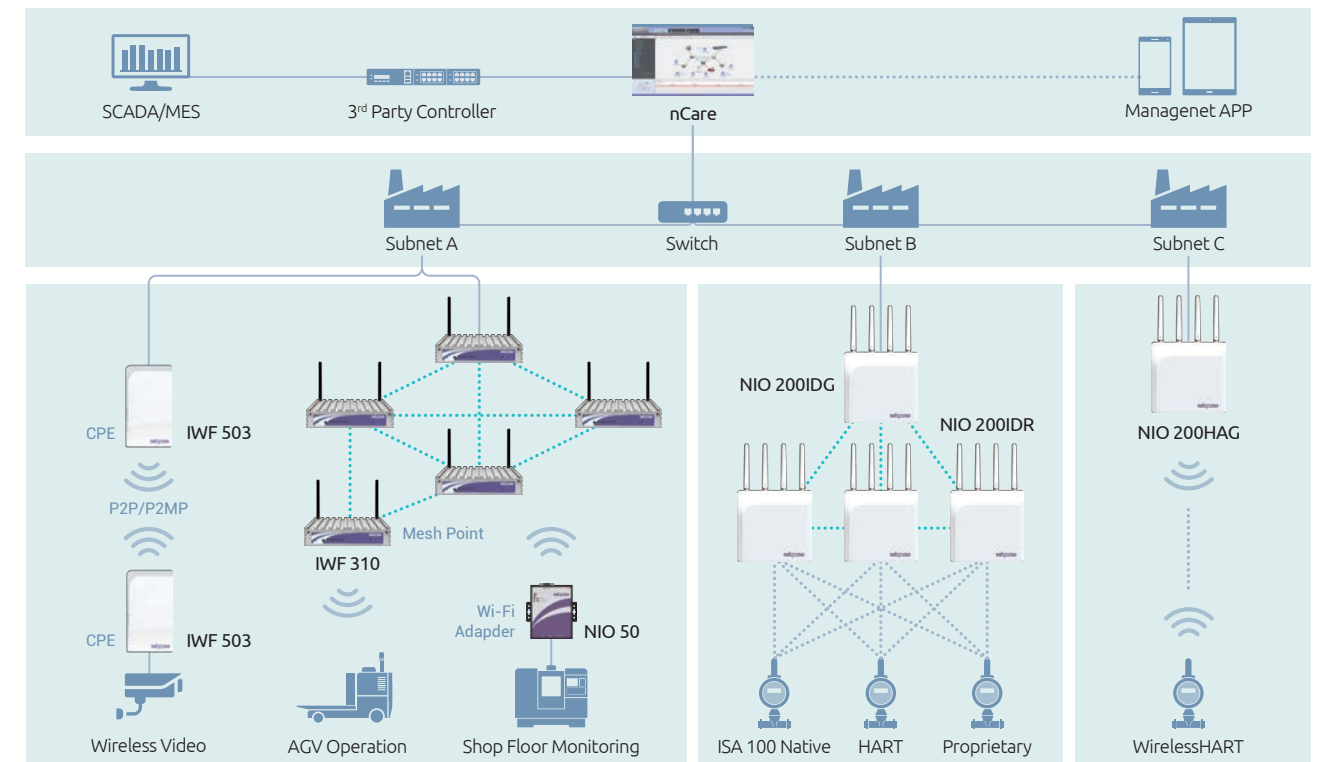 SCADA/MES
3rd Party Controller
nCare
Managenet APP
Subnet A
Switch
Subnet B
Subnet C
CPE
IWF 503
P2P/P2MP
CPE
IWF 503
Wireless Video
Mesh Point
IWF 310
AGV Operation
Wi-Fi
Adapder
NIO 50
Shop Floor Monitoring
NIO 200IDG
NIO 200IDR
ISA 100 Native
HART
Proprietary
NIO 200HAG
WirelessHART